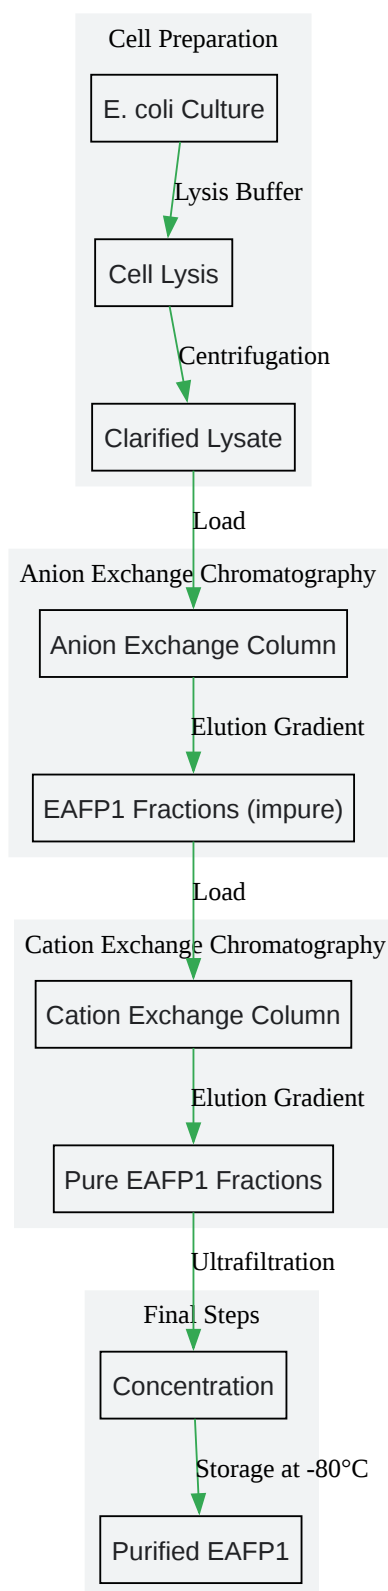 Cell Preparation
E. coli Culture
Lysis Buffer
Cell Lysis
Centrifugation
Clarified Lysate
Load
Anion Exchange Chromatography
Anion Exchange Column
Elution Gradient
EAFP1 Fractions (impure)
Load
Cation Exchange Chromatography
Cation Exchange Column
Elution Gradient
Pure EAFP1 Fractions
Ultrafiltration
Final Steps
Concentration
Storage at -80°C
Purified EAFP1